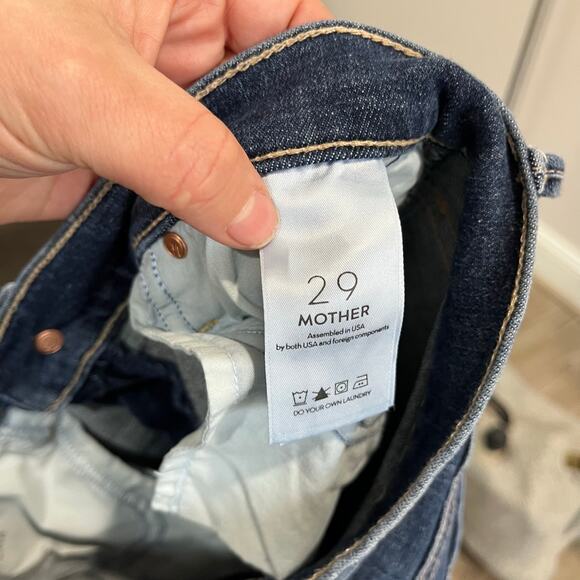 29
MOTHER
Assembled in USA
by both USA and foreign components
DO YOUR OWN LAUNDRY